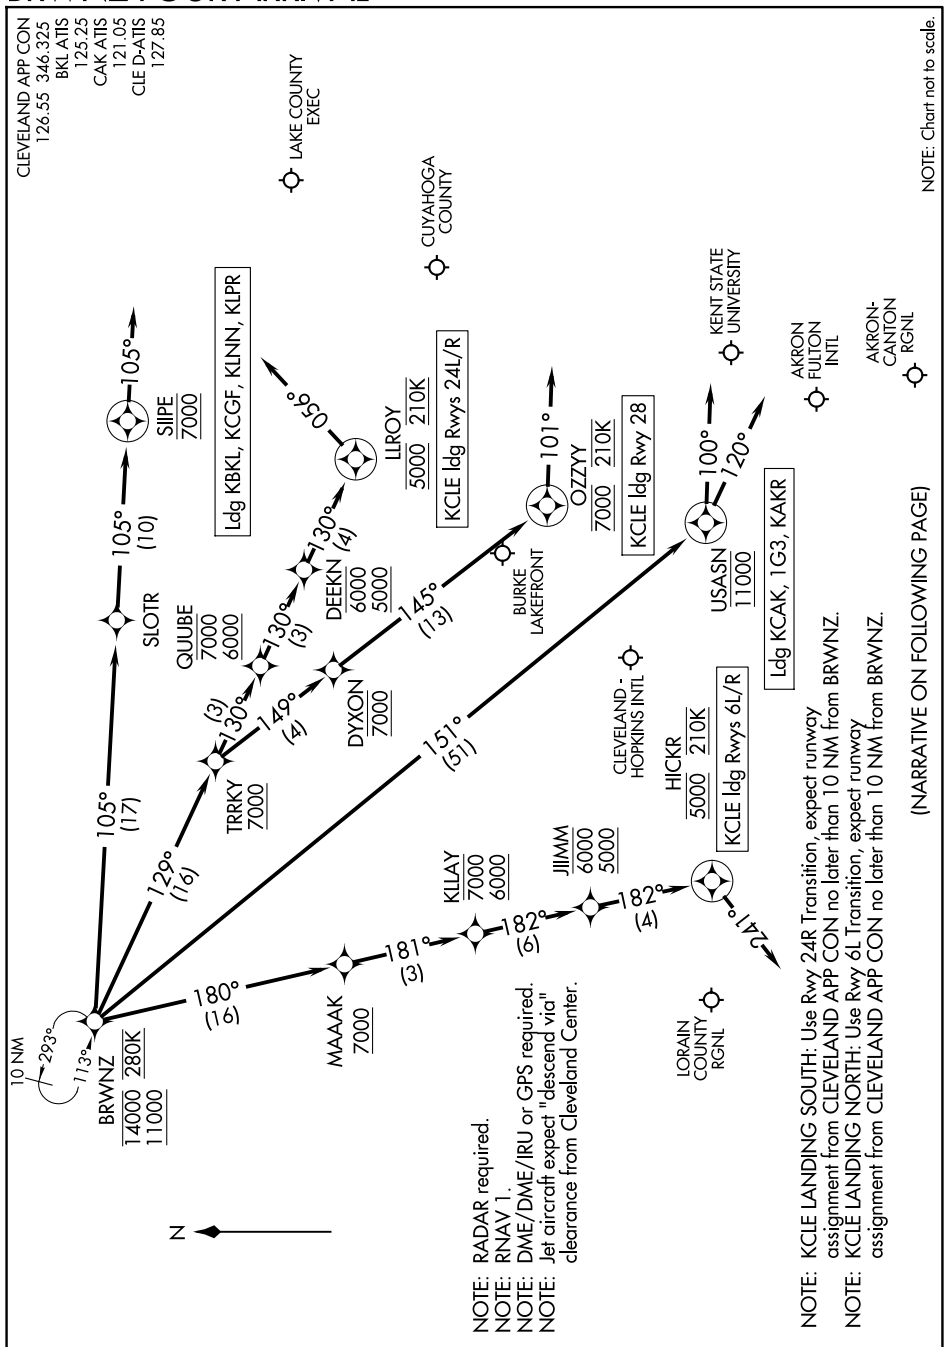 CLEVELAND APP CON
126.55 346.325
BKL ATIS
125.25
CAK ATIS
121.05
CLE D-ATIS
127.85
LAKE COUNTY
EXEC
CUYAHOGA
COUNTY
10 NM
293°
113°
BRWNZ
14000 280K
11000
105°
(17)
SLOTR
105°
(10)
SIIPE
7000
105°
Ldg KBKL, KCGF, KLNN, KLPR
129°
(16)
TRRKY
7000
130°
(3)
QUUBE
7000
6000
130°
(3)
DEEKN
6000
5000
130°
(4)
LLROY
5000 210K
KCLE ldg Rwys 24L/R
056°
149°
(4)
DYXON
7000
145°
(13)
BURKE
LAKEFRONT
OZZYY
7000 210K
KCLE ldg Rwy 28
101°
151°
(51)
USASN
11000
Ldg KCAK, 1G3, KAKR
100°
120°
KENT STATE
UNIVERSITY
AKRON
FULTON
INTL
AKRON-
CANTON
RGNL
CLEVELAND -
HOPKINS INTL
180°
(16)
MAAAK
7000
181°
(3)
KLLAY
7000
6000
182°
(6)
JIIMM
6000
5000
182°
(4)
HICKR
5000 210K
KCLE ldg Rwys 6L/R
241°
LORAIN
COUNTY
RGNL
N
NOTE: RADAR required.
NOTE: RNAV 1.
NOTE: DME/DME/IRU or GPS required.
NOTE: Jet aircraft expect "descend via"
clearance from Cleveland Center.
NOTE: KCLE LANDING SOUTH: Use Rwy 24R Transition, expect runway
assignment from CLEVELAND APP CON no later than 10 NM from BRWNZ.
NOTE: KCLE LANDING NORTH: Use Rwy 6L Transition, expect runway
assignment from CLEVELAND APP CON no later than 10 NM from BRWNZ.
(NARRATIVE ON FOLLOWING PAGE)
NOTE: Chart not to scale.